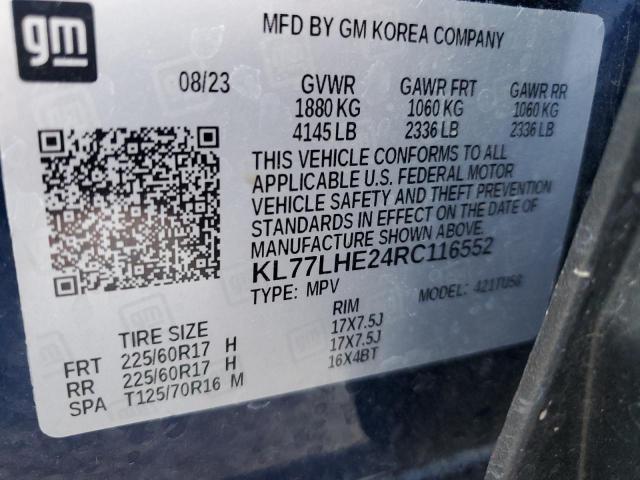 gm
MFD BY GM KOREA COMPANY
08/23 GVWR GAWR FRT GAWR RR
1880 KG 1060 KG 1060 KG
4145 LB 2336 LB 2336 LB
THIS VEHICLE CONFORMS TO ALL
APPLICABLE U.S. FEDERAL MOTOR
VEHICLE SAFETY AND THEFT PREVENTION
STANDARDS IN EFFECT ON THE DATE OF
MANUFACTURE SHOWN ABOVE.
KL77LHE24RC116552
TYPE: MPV MODEL: 421TU58
TIRE SIZE RIM
FRT 225/60R17 H 17X7.5J
RR 225/60R17 H 17X7.5J
SPA T125/70R16 M 16X4BT